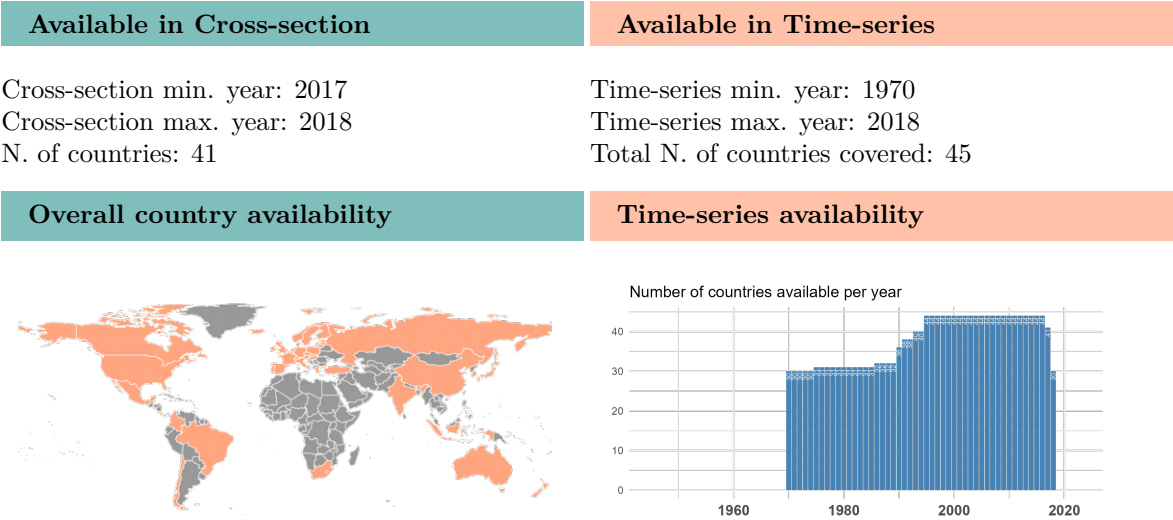 Available in Cross-section
Available in Time-series
Cross-section min. year: 2017
Cross-section max. year: 2018
N. of countries: 41
Time-series min. year: 1970
Time-series max. year: 2018
Total N. of countries covered: 45
Overall country availability
Time-series availability
Number of countries available per year
40
30
20
10
0
1960
1980
2000
2020